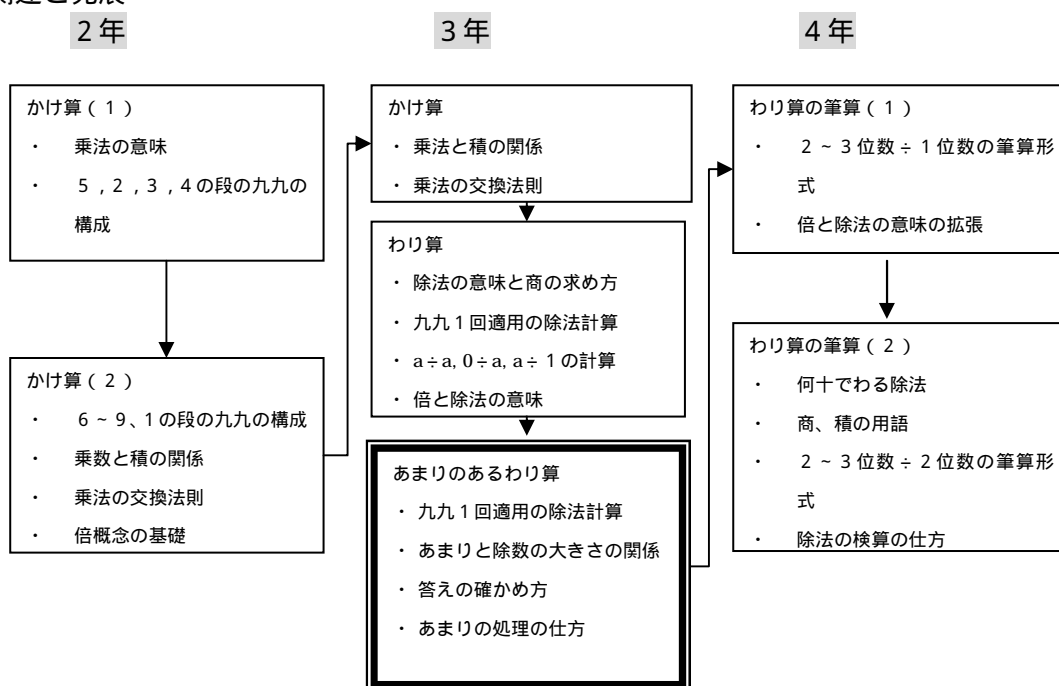 ２年
３年
４年
かけ算（１）
・ 乗法の意味
・ ５，２，３，４の段の九九の
構成
かけ算（２）
・ ６～９、１の段の九九の構成
・ 乗数と積の関係
・ 乗法の交換法則
・ 倍概念の基礎
かけ算
・ 乗法と積の関係
・ 乗法の交換法則
わり算
・ 除法の意味と商の求め方
・ 九九１回適用の除法計算
・ a÷a, 0÷a, a÷１の計算
・ 倍と除法の意味
あまりのあるわり算
・ 九九１回適用の除法計算
・ あまりと除数の大きさの関係
・ 答えの確かめ方
・ あまりの処理の仕方
わり算の筆算（１）
・ ２～３位数÷１位数の筆算形
式
・ 倍と除法の意味の拡張
わり算の筆算（２）
・ 何十でわる除法
・ 商、積の用語
・ ２～３位数÷２位数の筆算形
式
・ 除法の検算の仕方